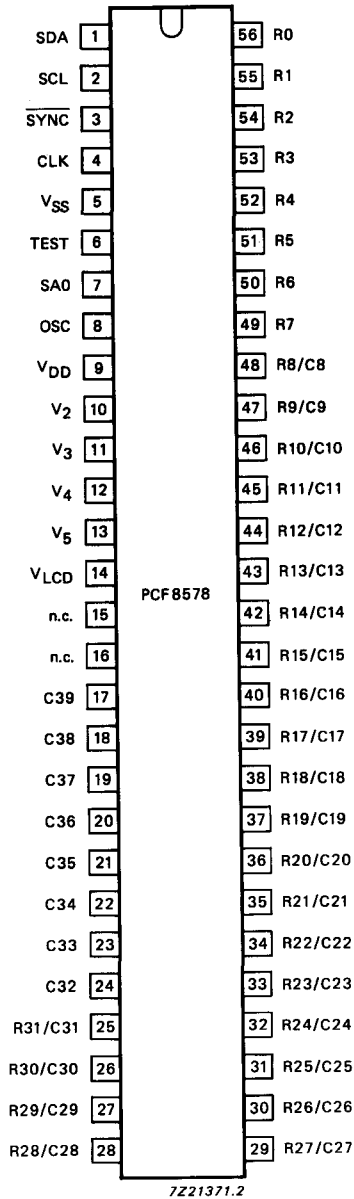 SDA 1 56 R0
SCL 2 55 R1
SYNC 3 54 R2
CLK 4 53 R3
VSS 5 52 R4
TEST 6 51 R5
SA0 7 50 R6
OSC 8 49 R7
VDD 9 48 R8/C8
V2 10 47 R9/C9
V3 11 46 R10/C10
V4 12 45 R11/C11
V5 13 44 R12/C12
VLCD 14 43 R13/C13
PCF8578
n.c. 15 42 R14/C14
n.c. 16 41 R15/C15
C39 17 40 R16/C16
C38 18 39 R17/C17
C37 19 38 R18/C18
C36 20 37 R19/C19
C35 21 36 R20/C20
C34 22 35 R21/C21
C33 23 34 R22/C22
C32 24 33 R23/C23
R31/C31 25 32 R24/C24
R30/C30 26 31 R25/C25
R29/C29 27 30 R26/C26
R28/C28 28 29 R27/C27
7Z21371.2